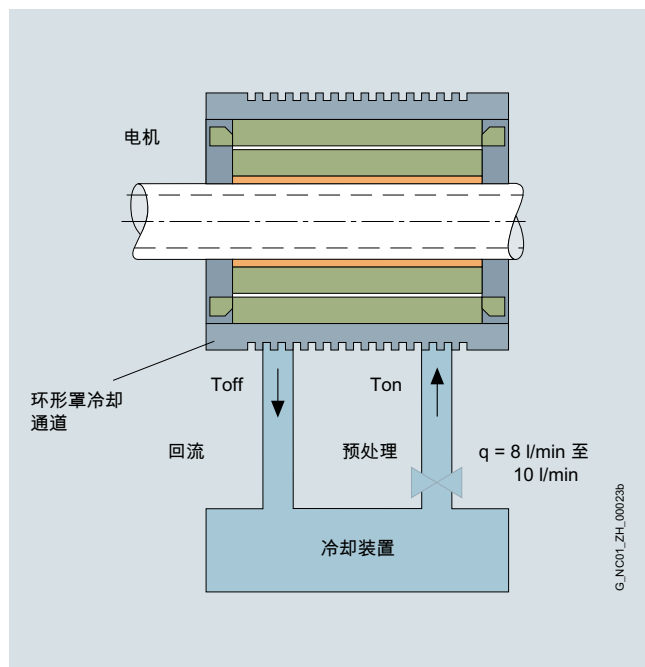 电机
Toff
Ton
环形罩冷却
通道
回流
预处理
q = 8 l/min 至
10 l/min
冷却装置
G_NC01_ZH_00023b